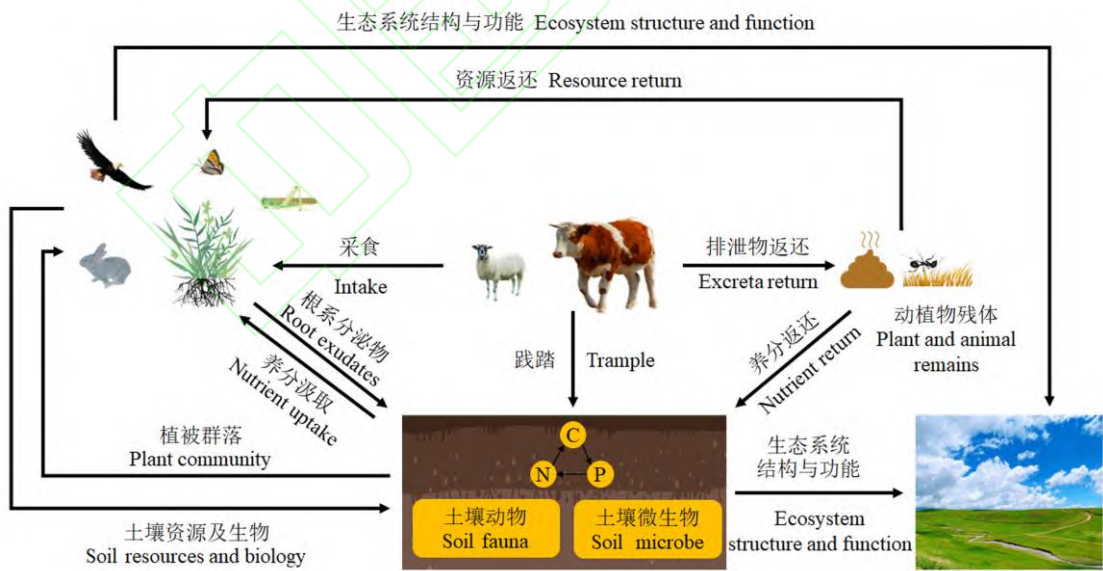 生态系统结构与功能 Ecosystem structure and function
资源返还 Resource return
采食
Intake
排泄物返还
Excreta return
动植物残体
Plant and animal
remains
根系分泌物
Root exudates
养分汲取
Nutrient uptake
践踏 Trample
养分返还
Nutrient return
植被群落
Plant community
C
N
P
土壤动物
Soil fauna
土壤微生物
Soil microbe
生态系统
结构与功能
Ecosystem
structure and function
土壤资源及生物
Soil resources and biology